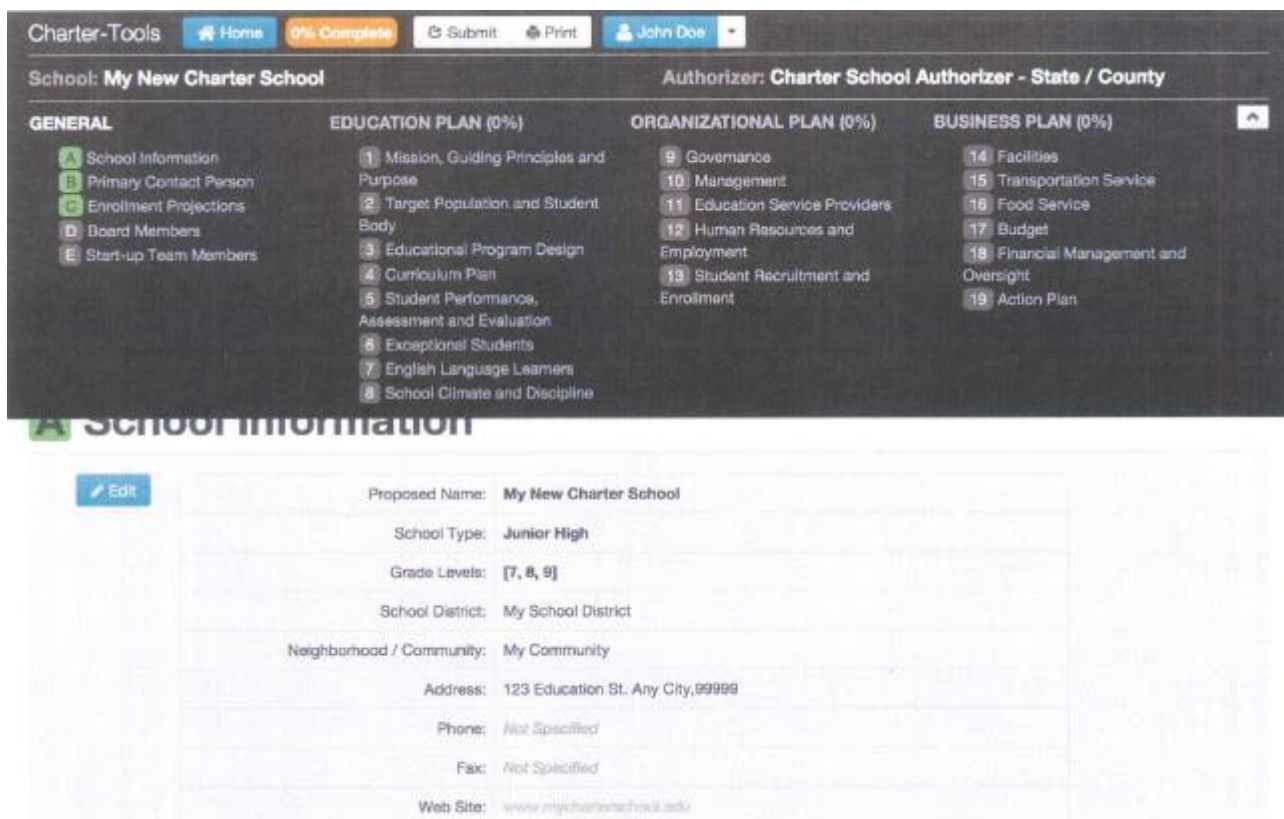 Charter-Tools Home 0% Complete Submit Print John Doe
School: My New Charter School Authorizer: Charter School Authorizer - State / County
GENERAL
A School Information
B Primary Contact Person
C Enrollment Projections
D Board Members
E Start-up Team Members
EDUCATION PLAN (0%)
1 Mission, Guiding Principles and
Purpose
2 Target Population and Student
Body
3 Educational Program Design
4 Curriculum Plan
5 Student Performance,
Assessment and Evaluation
6 Exceptional Students
7 English Language Learners
8 School Climate and Discipline
ORGANIZATIONAL PLAN (0%)
9 Governance
10 Management
11 Education Service Providers
12 Human Resources and
Employment
13 Student Recruitment and
Enrollment
BUSINESS PLAN (0%)
14 Facilities
15 Transportation Service
16 Food Service
17 Budget
18 Financial Management and
Oversight
19 Action Plan
A School Information
Edit
Proposed Name: My New Charter School
School Type: Junior High
Grade Levels: [7, 8, 9]
School District: My School District
Neighborhood / Community: My Community
Address: 123 Education St. Any City,99999
Phone: Not Specified
Fax: Not Specified
Web Site: www.mycharterschool.edu